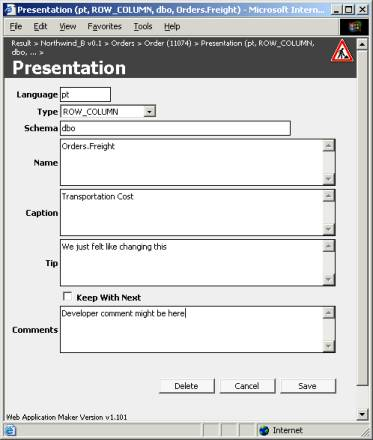 Presentation (pt, ROW_COLUMN, dbo, Orders.Freight) - Microsoft Intern...
File Edit View Favorites Tools Help
Result » Northwind_B v0.1 » Orders » Order (11074) » Presentation (pt, ROW_COLUMN,
dbo, ... »
Presentation
Language pt
Type ROW_COLUMN
Schema dbo
Orders.Freight
Name
Transportation Cost
Caption
We just felt like changing this
Tip
Keep With Next
Developer comment might be here
Comments
Delete Cancel Save
Web Application Maker Version v1.101
Internet